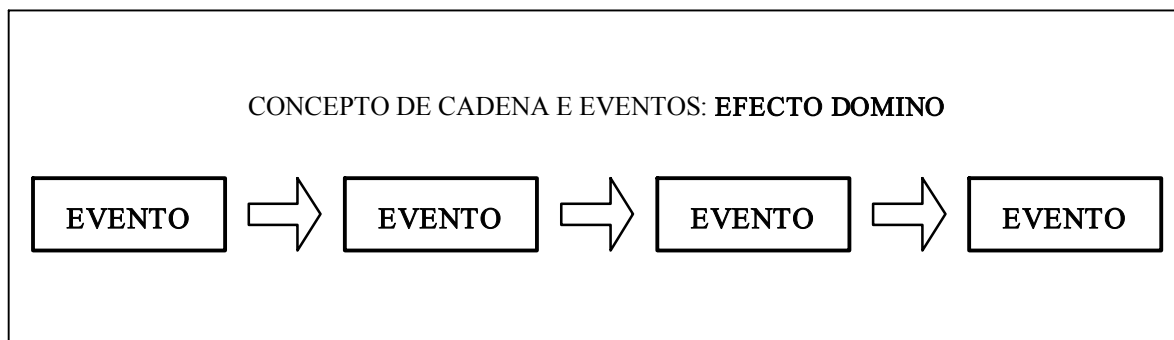 CONCEPTO DE CADENA E EVENTOS: EFECTO DOMINO
EVENTO EVENTO EVENTO EVENTO